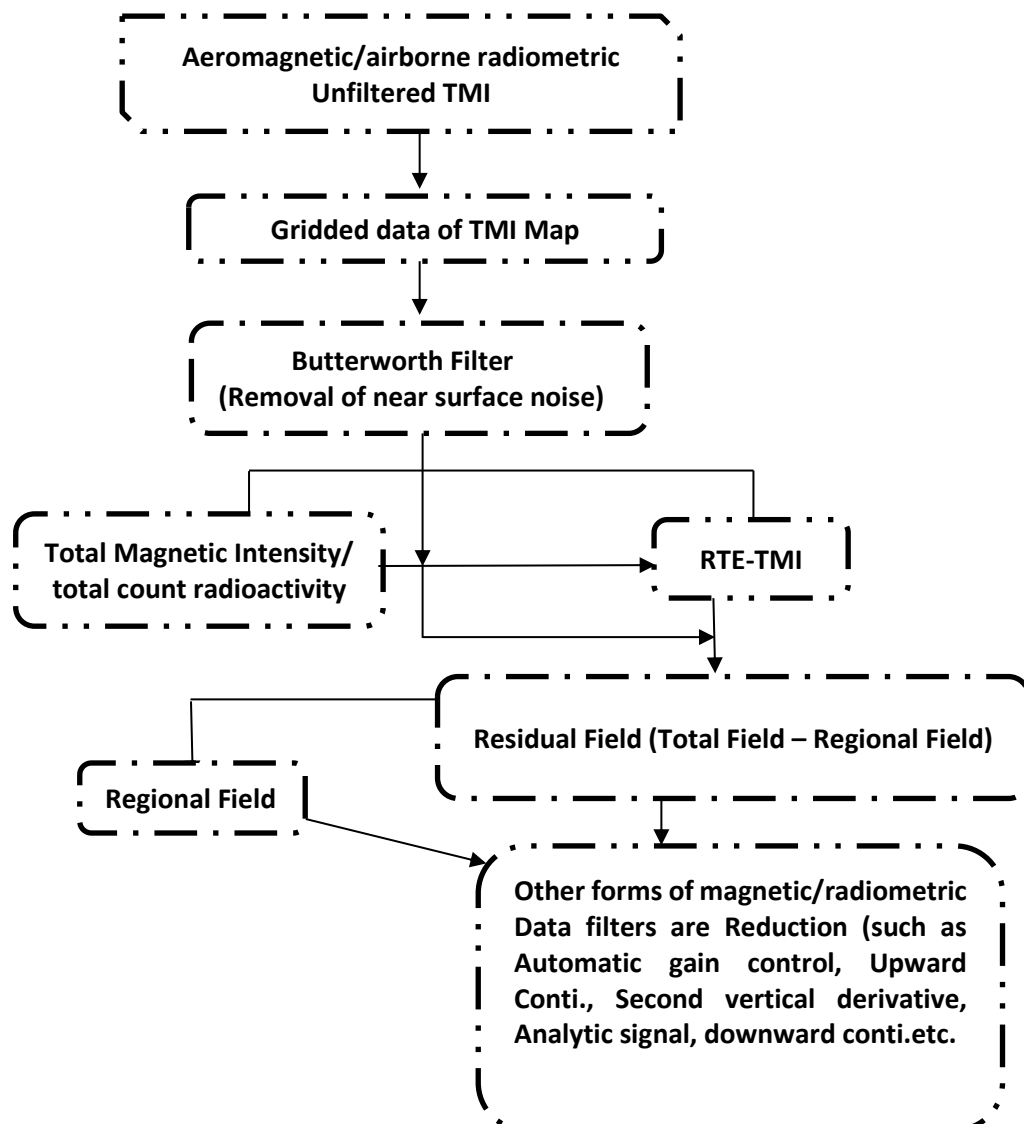 Aeromagnetic/airborne radiometric
Unfiltered TMI
Gridded data of TMI Map
Butterworth Filter
(Removal of near surface noise)
Total Magnetic Intensity/
total count radioactivity
RTE-TMI
Residual Field (Total Field – Regional Field)
Regional Field
Other forms of magnetic/radiometric
Data filters are Reduction (such as
Automatic gain control, Upward
Conti., Second vertical derivative,
Analytic signal, downward conti.etc.